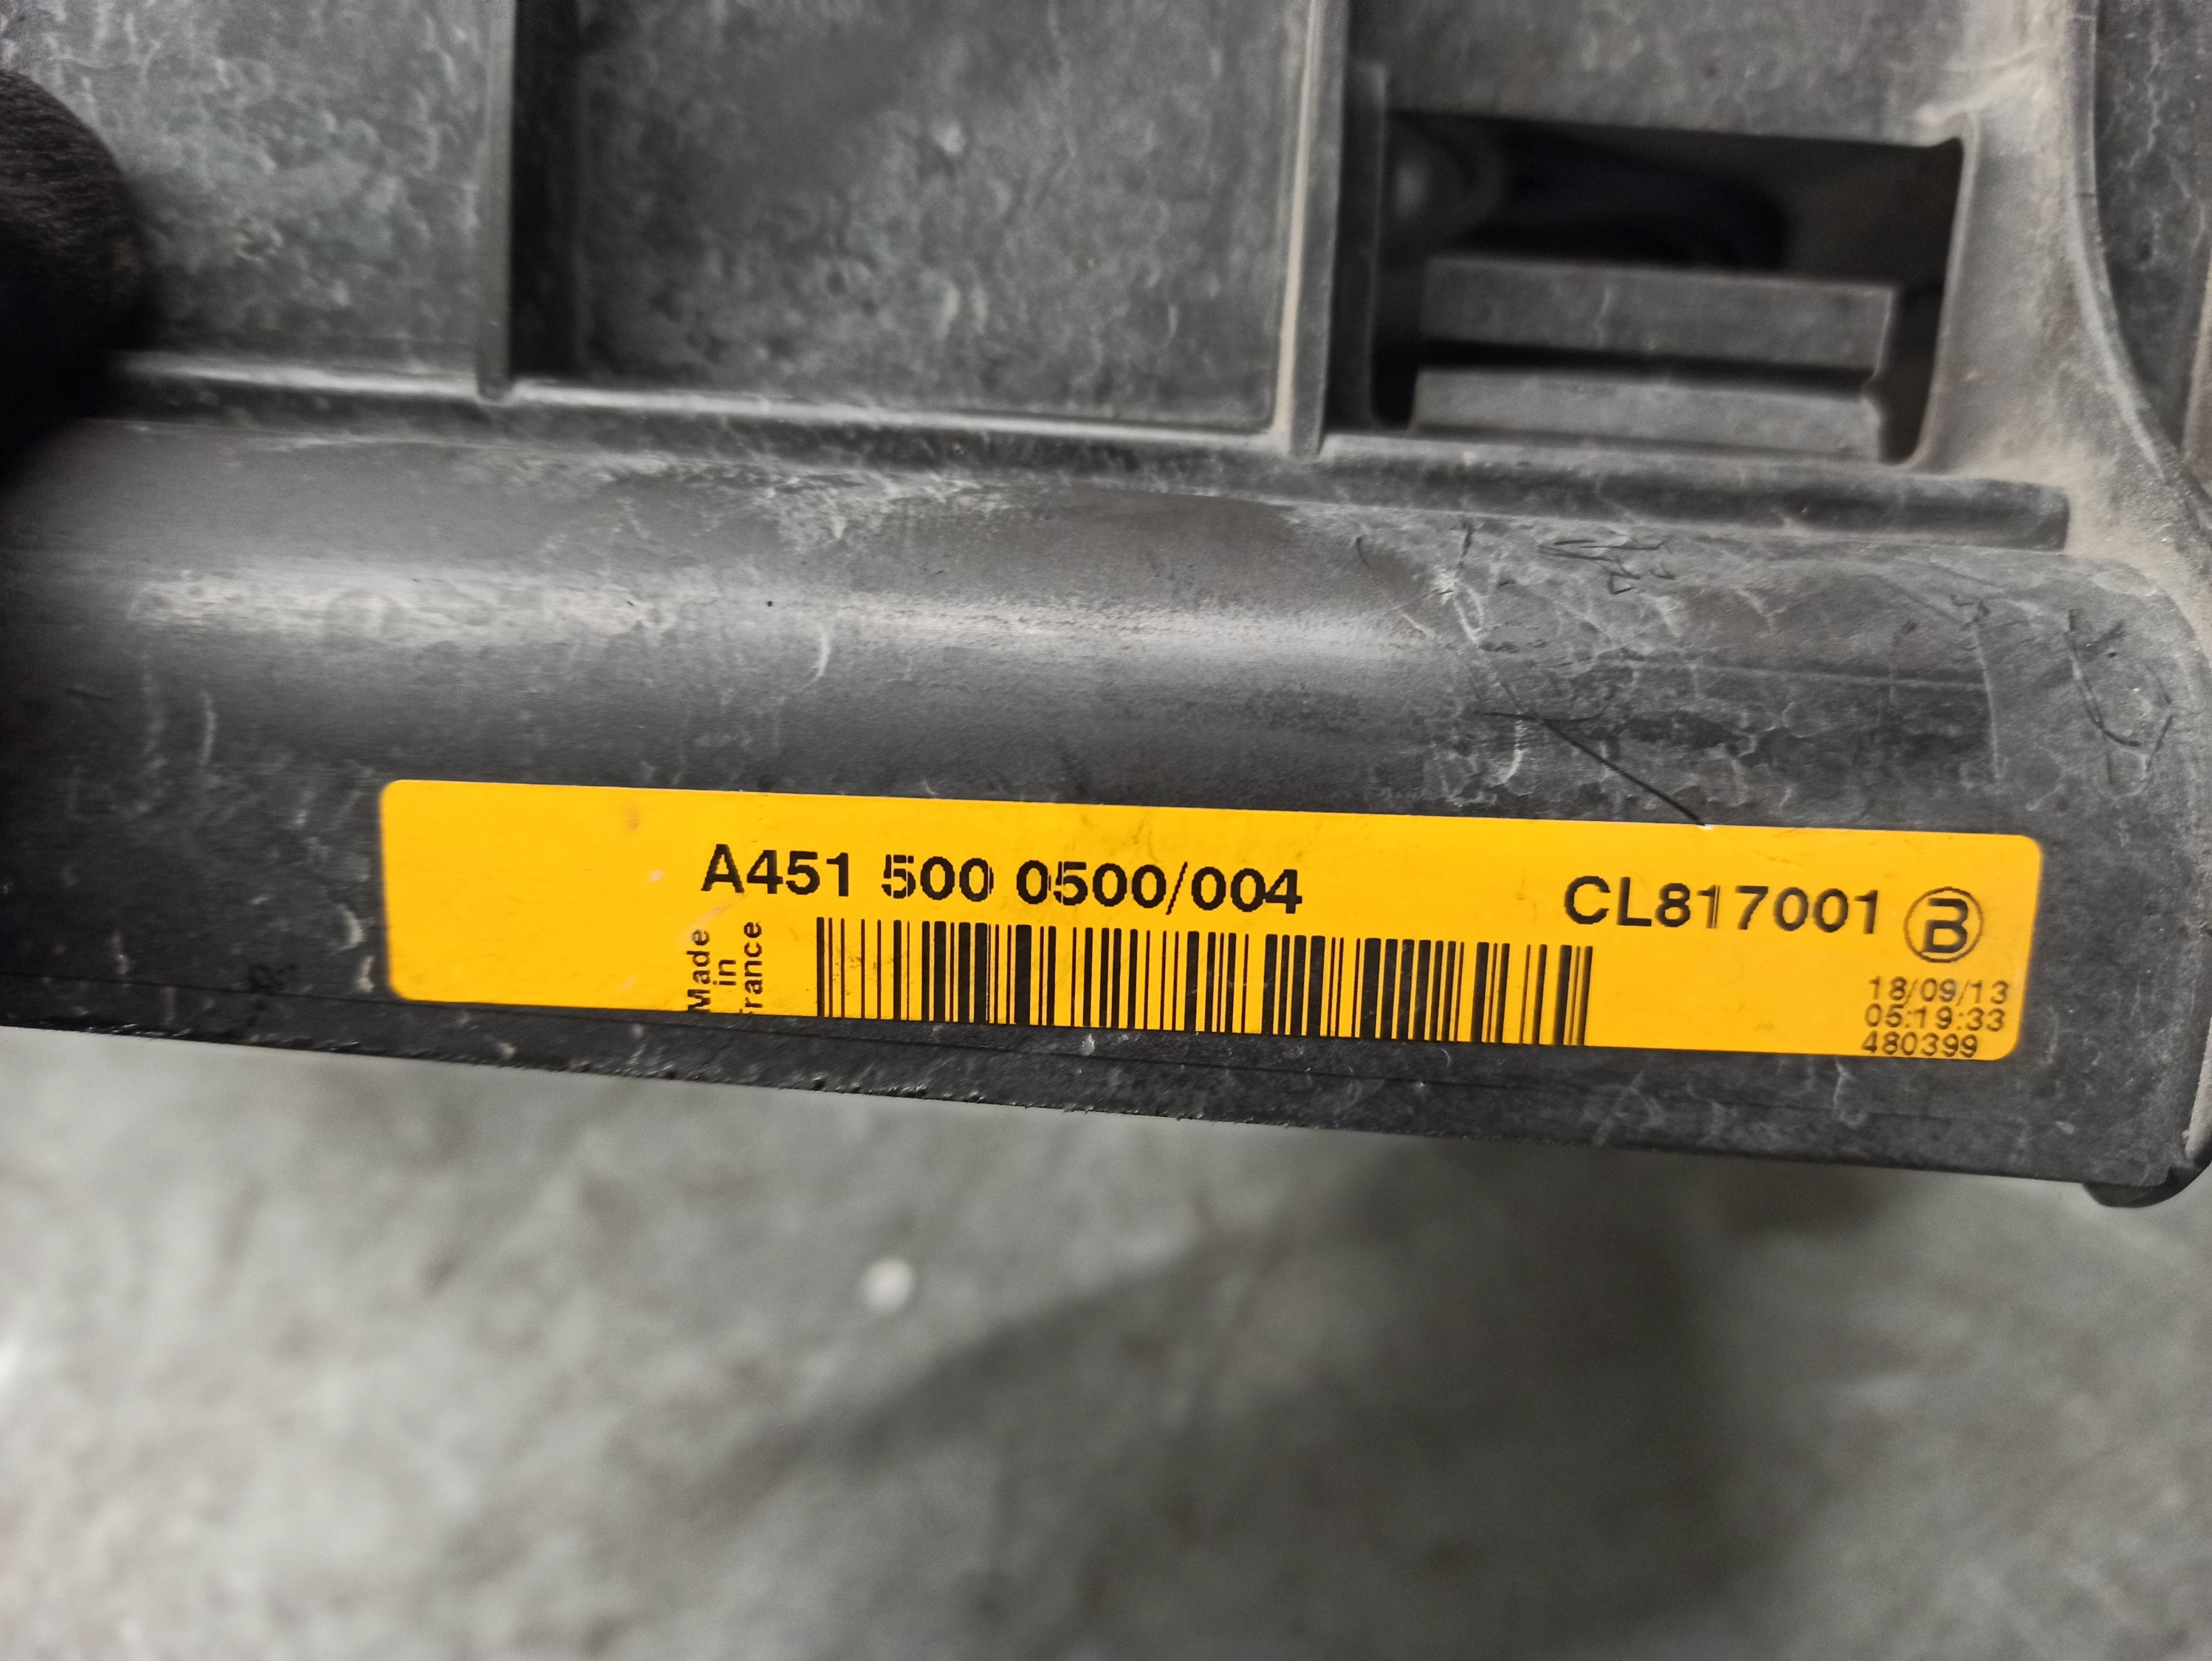 A451 500 0500/004
CL817001 B
Made
in
France
18/09/13
05:19:33
480399